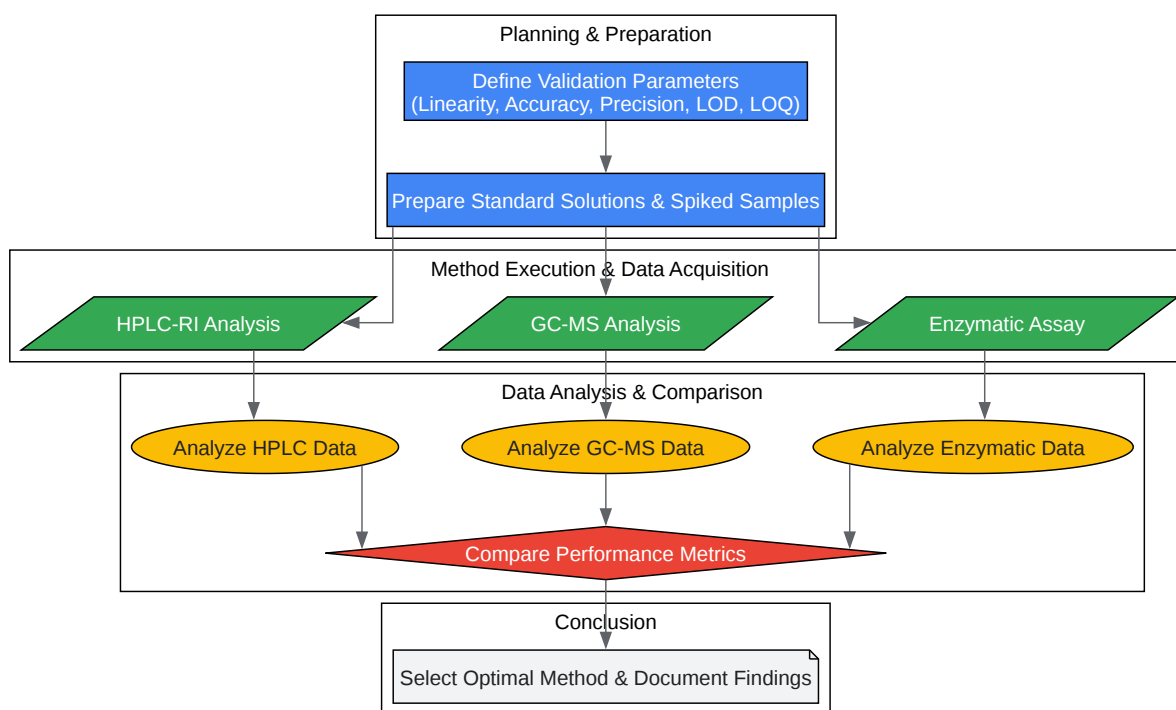 Planning & Preparation
Define Validation Parameters
(Linearity, Accuracy, Precision, LOD, LOQ)
Prepare Standard Solutions & Spiked Samples
Method Execution & Data Acquisition
HPLC-RI Analysis
GC-MS Analysis
Enzymatic Assay
Data Analysis & Comparison
Analyze HPLC Data
Analyze GC-MS Data
Analyze Enzymatic Data
Compare Performance Metrics
Conclusion
Select Optimal Method & Document Findings